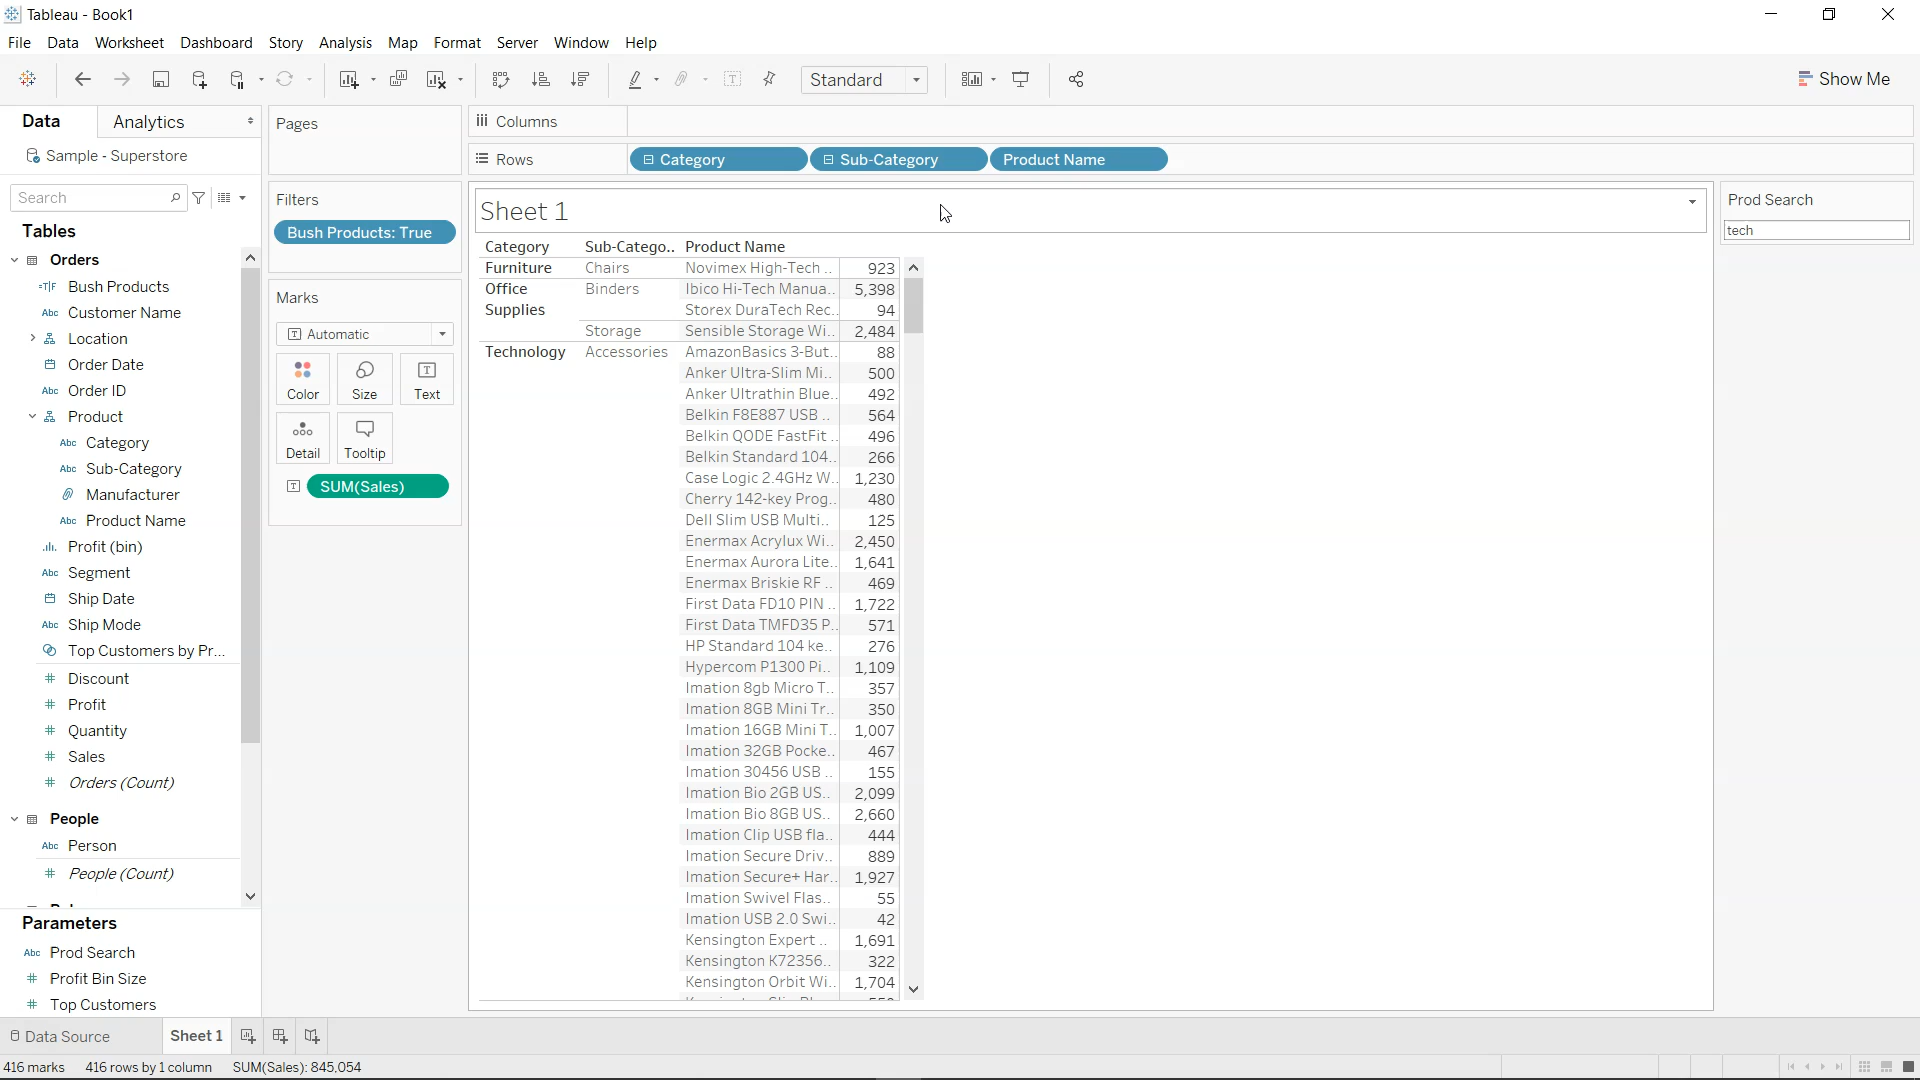 Tableau - Book1
File Data Worksheet Dashboard Story Analysis Map Format Server Window Help
Standard
Show Me
Data Analytics
Sample - Superstore
Search
Tables
Orders
Bush Products
Abc Customer Name
Location
Order Date
Abc Order ID
Product
Abc Category
Abc Sub-Category
Manufacturer
Abc Product Name
Profit (bin)
Abc Segment
Ship Date
Abc Ship Mode
Top Customers by Pr...
# Discount
# Profit
# Quantity
# Sales
# Orders (Count)
People
Abc Person
# People (Count)
Parameters
Abc Prod Search
# Profit Bin Size
# Top Customers
Pages
Filters
Bush Products: True
Marks
Automatic
Color Size Text
Detail Tooltip
SUM(Sales)
Columns
Rows Category Sub-Category Product Name
Sheet 1
Category Sub-Catego.. Product Name
Furniture Chairs Novimex High-Tech .. 923
Office Binders Ibico Hi-Tech Manua.. 5,398
Supplies Storex DuraTech Rec.. 94
Storage Sensible Storage Wi.. 2,484
Technology Accessories AmazonBasics 3-But.. 88
Anker Ultra-Slim Mi.. 500
Anker Ultrathin Blue.. 492
Belkin F8E887 USB .. 564
Belkin QODE FastFit .. 496
Belkin Standard 104.. 266
Case Logic 2.4GHz W.. 1,230
Cherry 142-key Prog.. 480
Dell Slim USB Multi.. 125
Enermax Acrylux Wi.. 2,450
Enermax Aurora Lite.. 1,641
Enermax Briskie RF .. 469
First Data FD10 PIN .. 1,722
First Data TMFD35 P.. 571
HP Standard 104 ke.. 276
Hypercom P1300 Pi.. 1,109
Imation 8gb Micro T.. 357
Imation 8GB Mini Tr.. 350
Imation 16GB Mini T.. 1,007
Imation 32GB Pocke.. 467
Imation 30456 USB .. 155
Imation Bio 2GB US.. 2,099
Imation Bio 8GB US.. 2,660
Imation Clip USB fla.. 444
Imation Secure Driv.. 889
Imation Secure+ Har.. 1,927
Imation Swivel Flas.. 55
Imation USB 2.0 Swi.. 42
Kensington Expert .. 1,691
Kensington K72356.. 322
Kensington Orbit Wi.. 1,704
Prod Search
tech
Data Source Sheet 1
416 marks 416 rows by 1 column SUM(Sales): 845,054